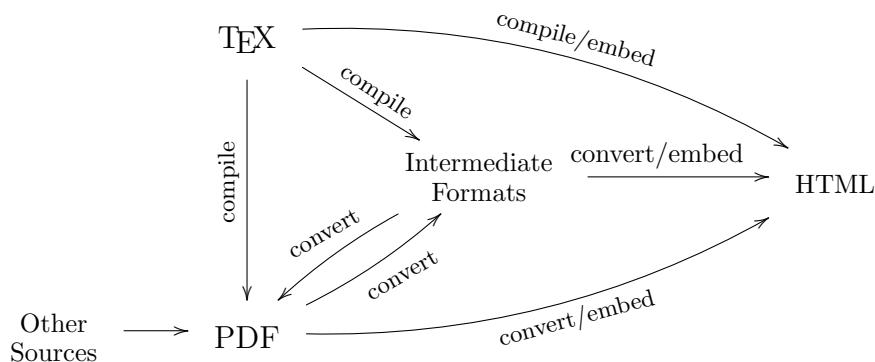 TEX
compile/embed
compile
compile
Intermediate
Formats
convert/embed
HTML
convert
convert
Other
Sources
PDF
convert/embed